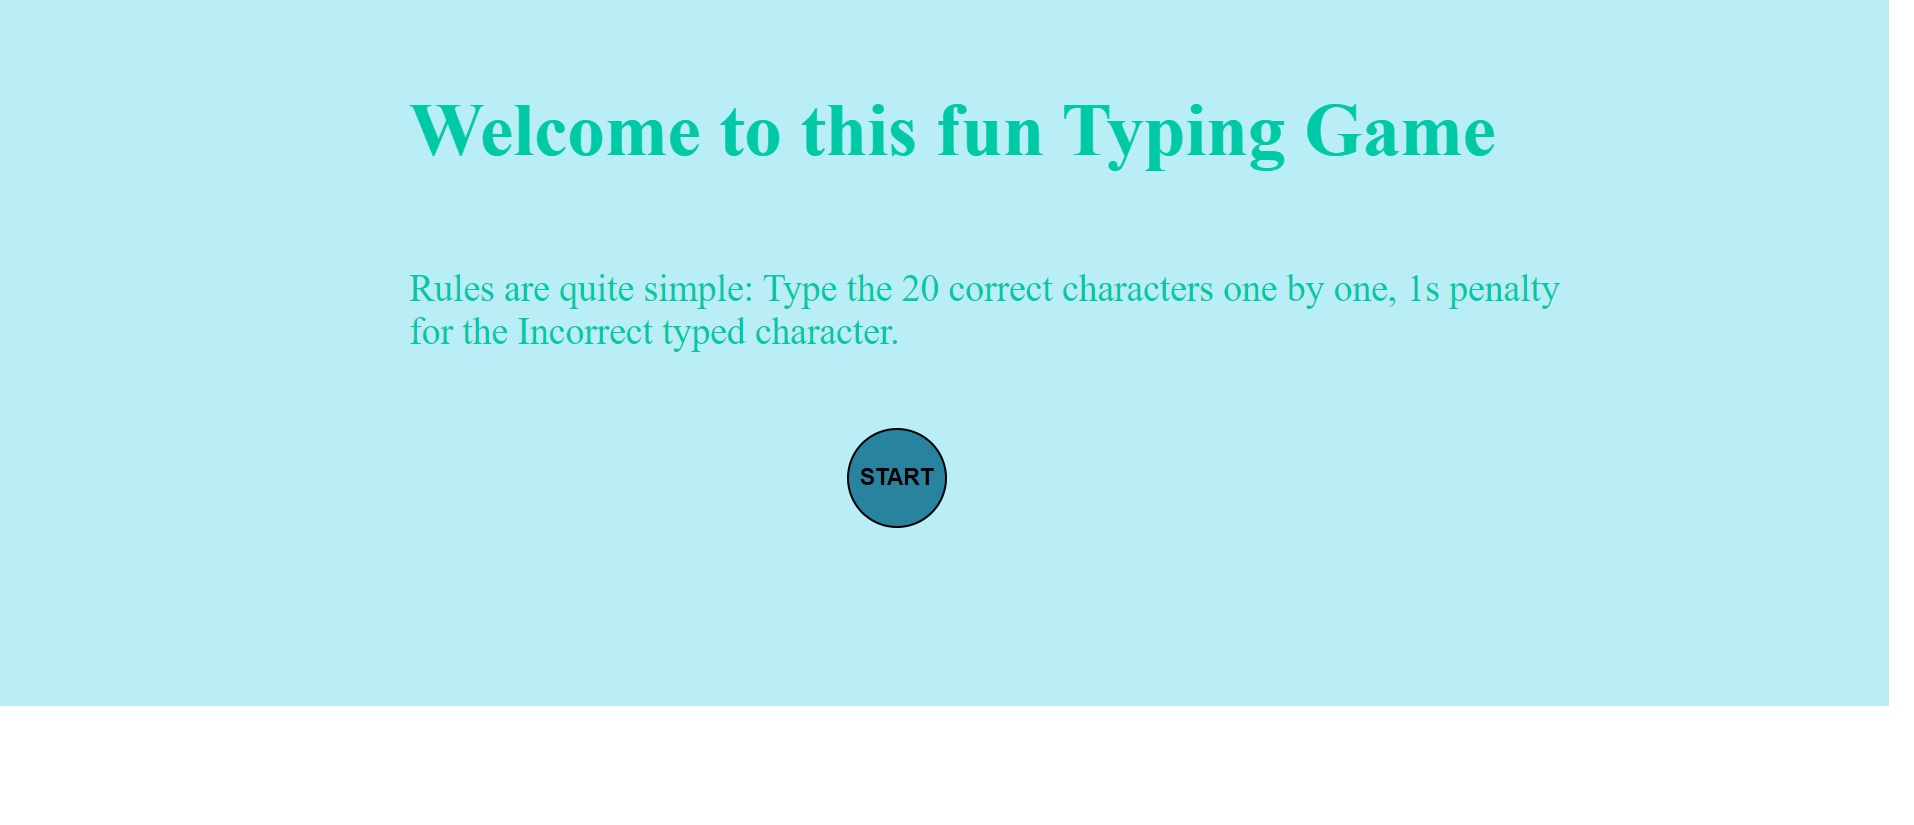 Welcome to this fun Typing Game
Rules are quite simple: Type the 20 correct characters one by one, 1s penalty
for the Incorrect typed character.
START